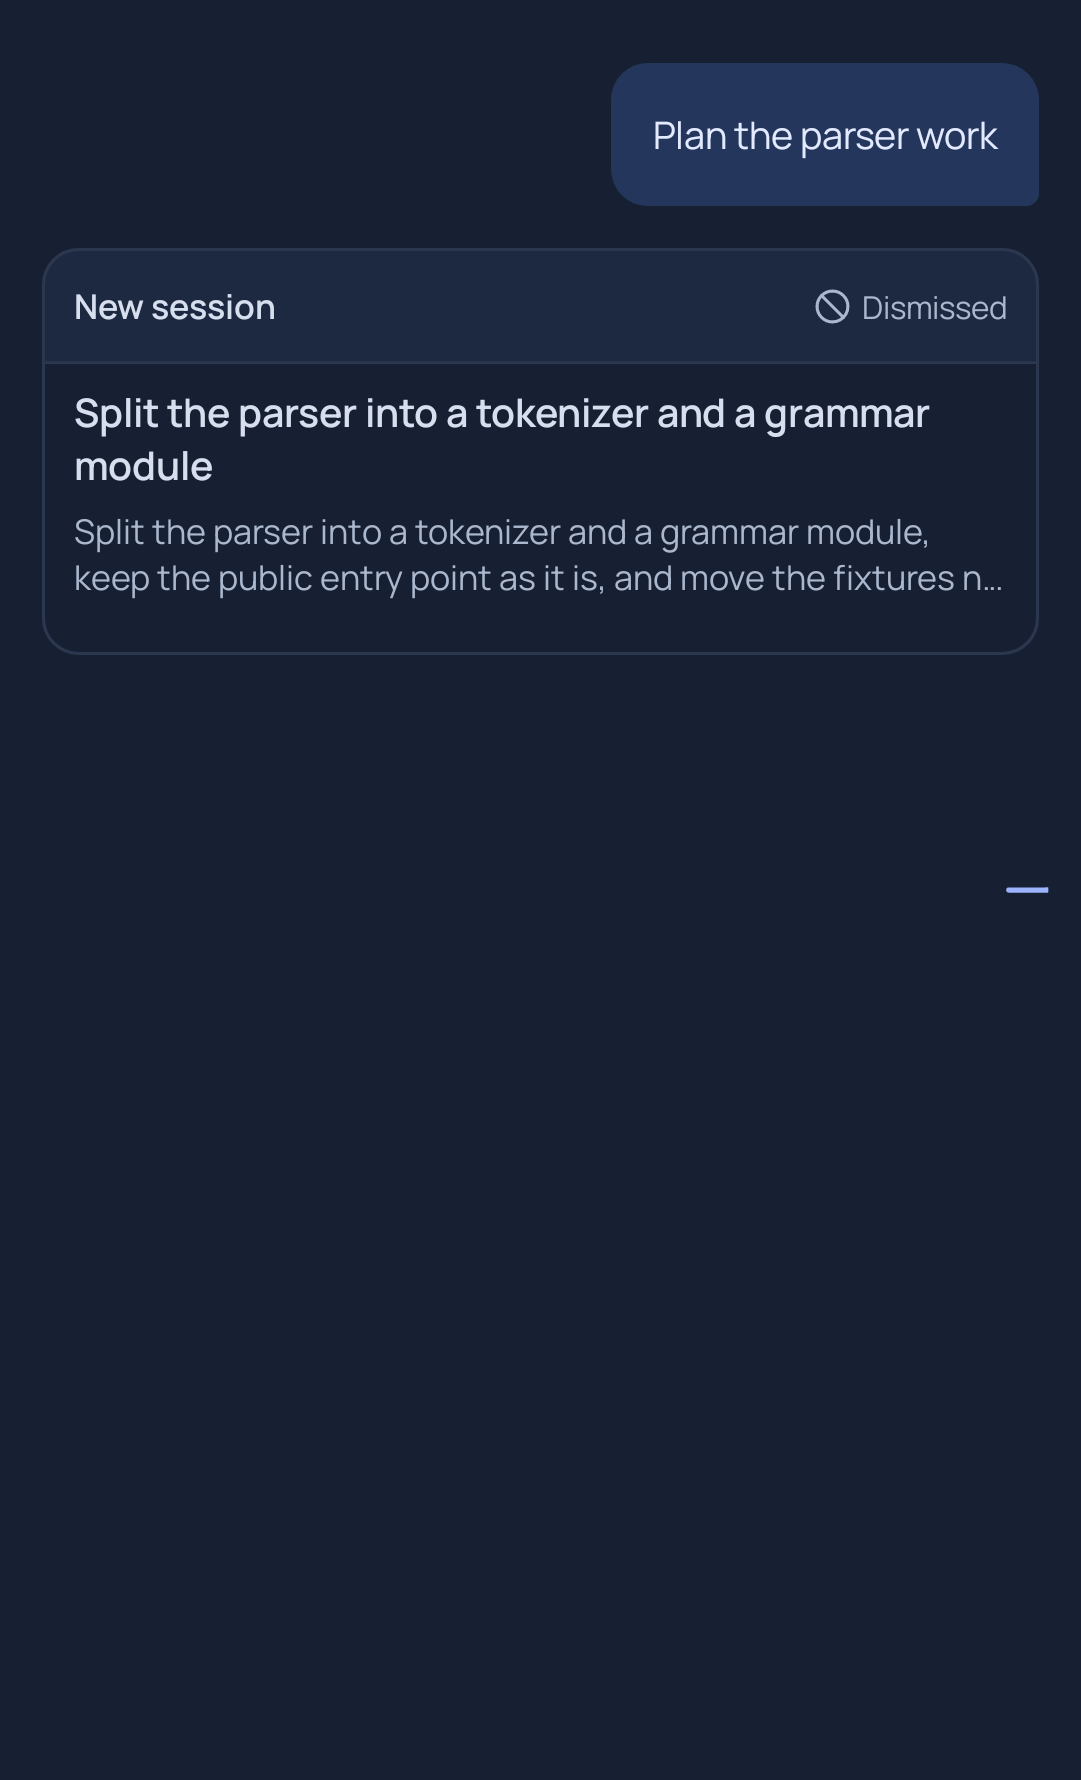 Plan the parser work
New session
Dismissed
Split the parser into a tokenizer and a grammar
module
Split the parser into a tokenizer and a grammar module,
keep the public entry point as it is, and move the fixtures n…